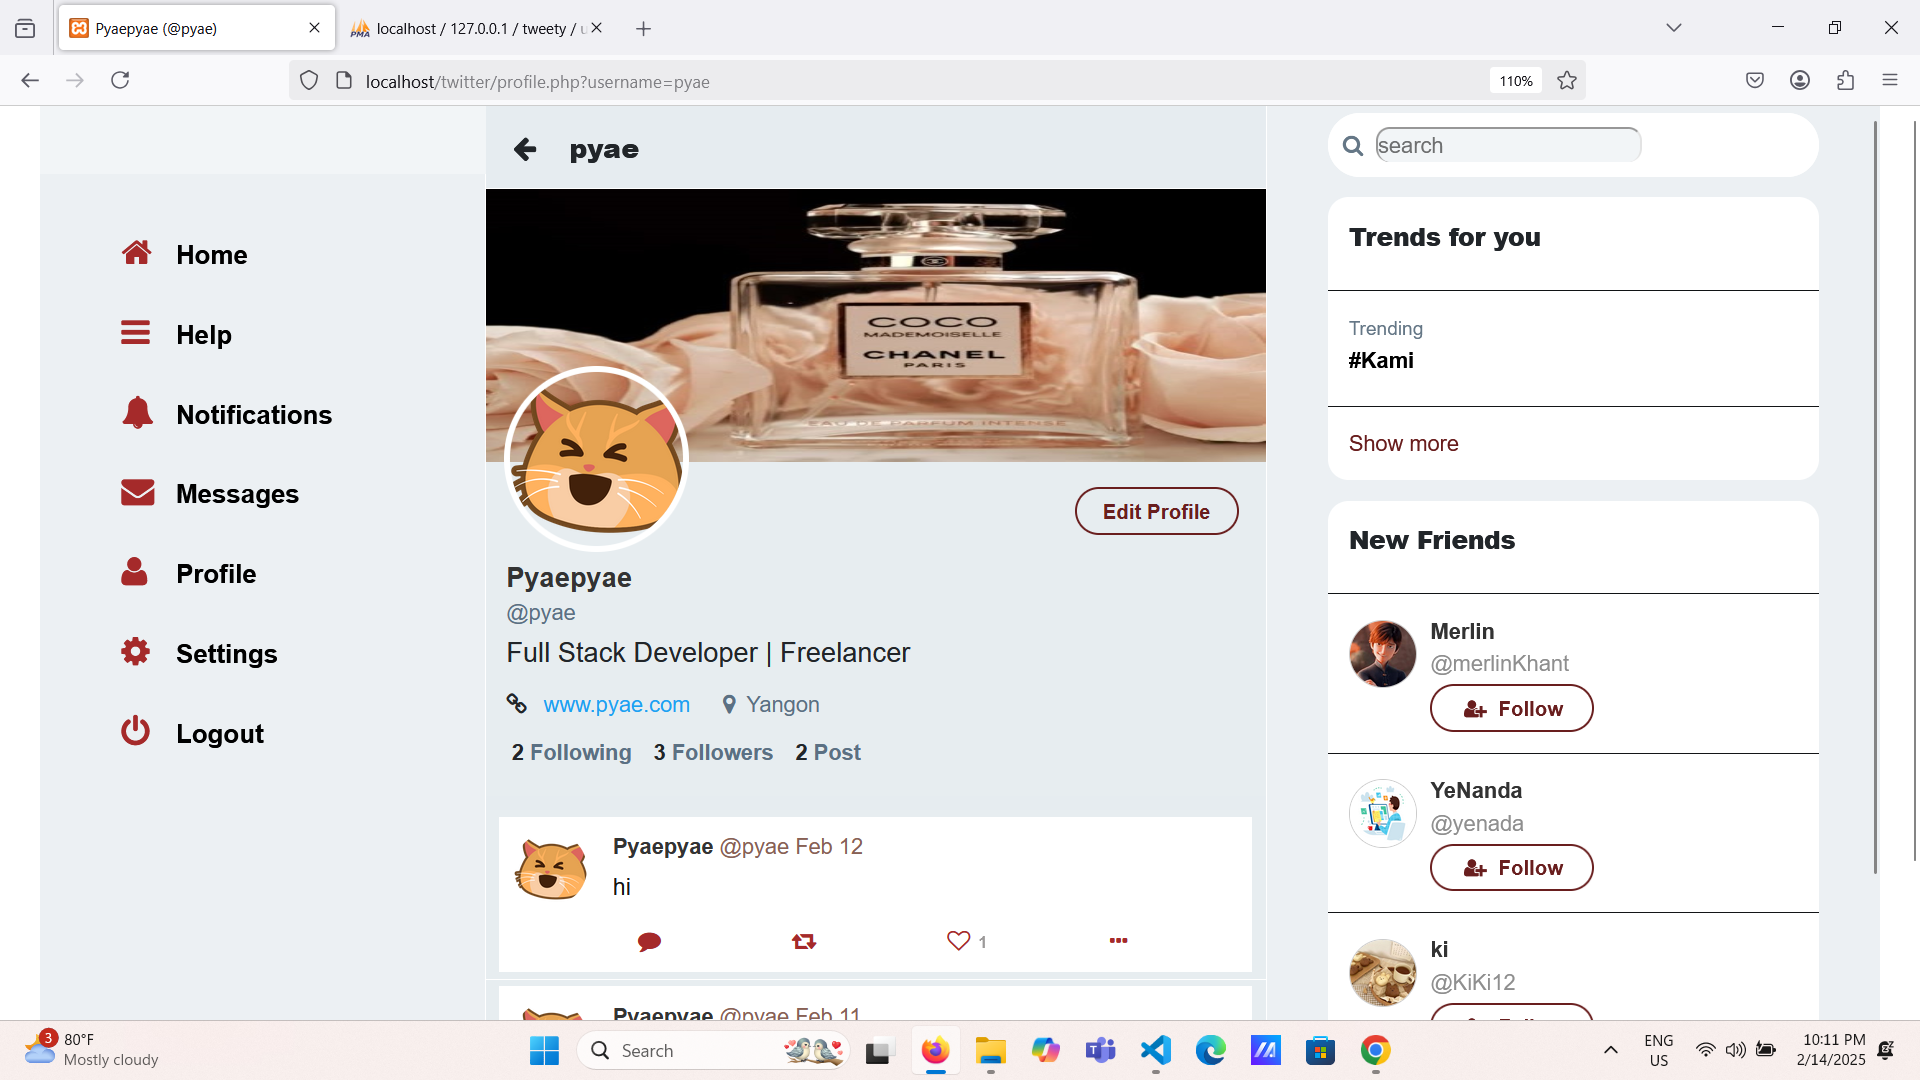 Pyaepyae (@pyae)
localhost / 127.0.0.1 / tweety / u
localhost/twitter/profile.php?username=pyae
110%
pyae
search
Home
Help
Notifications
Messages
Profile
Settings
Logout
COCO
MADEMOISELLE
CHANEL
PARIS
EAU DE PARFUM INTENSE
Edit Profile
Pyaepyae
@pyae
Full Stack Developer | Freelancer
www.pyae.com
Yangon
2 Following 3 Followers 2 Post
Pyaepyae @pyae Feb 12
hi
1
Pyaepyae @pyae Feb 11
Trends for you
Trending
#Kami
Show more
New Friends
Merlin
@merlinKhant
Follow
YeNanda
@yenada
Follow
ki
@KiKi12
3
80°F
Mostly cloudy
Search
ENG
US
10:11 PM
2/14/2025